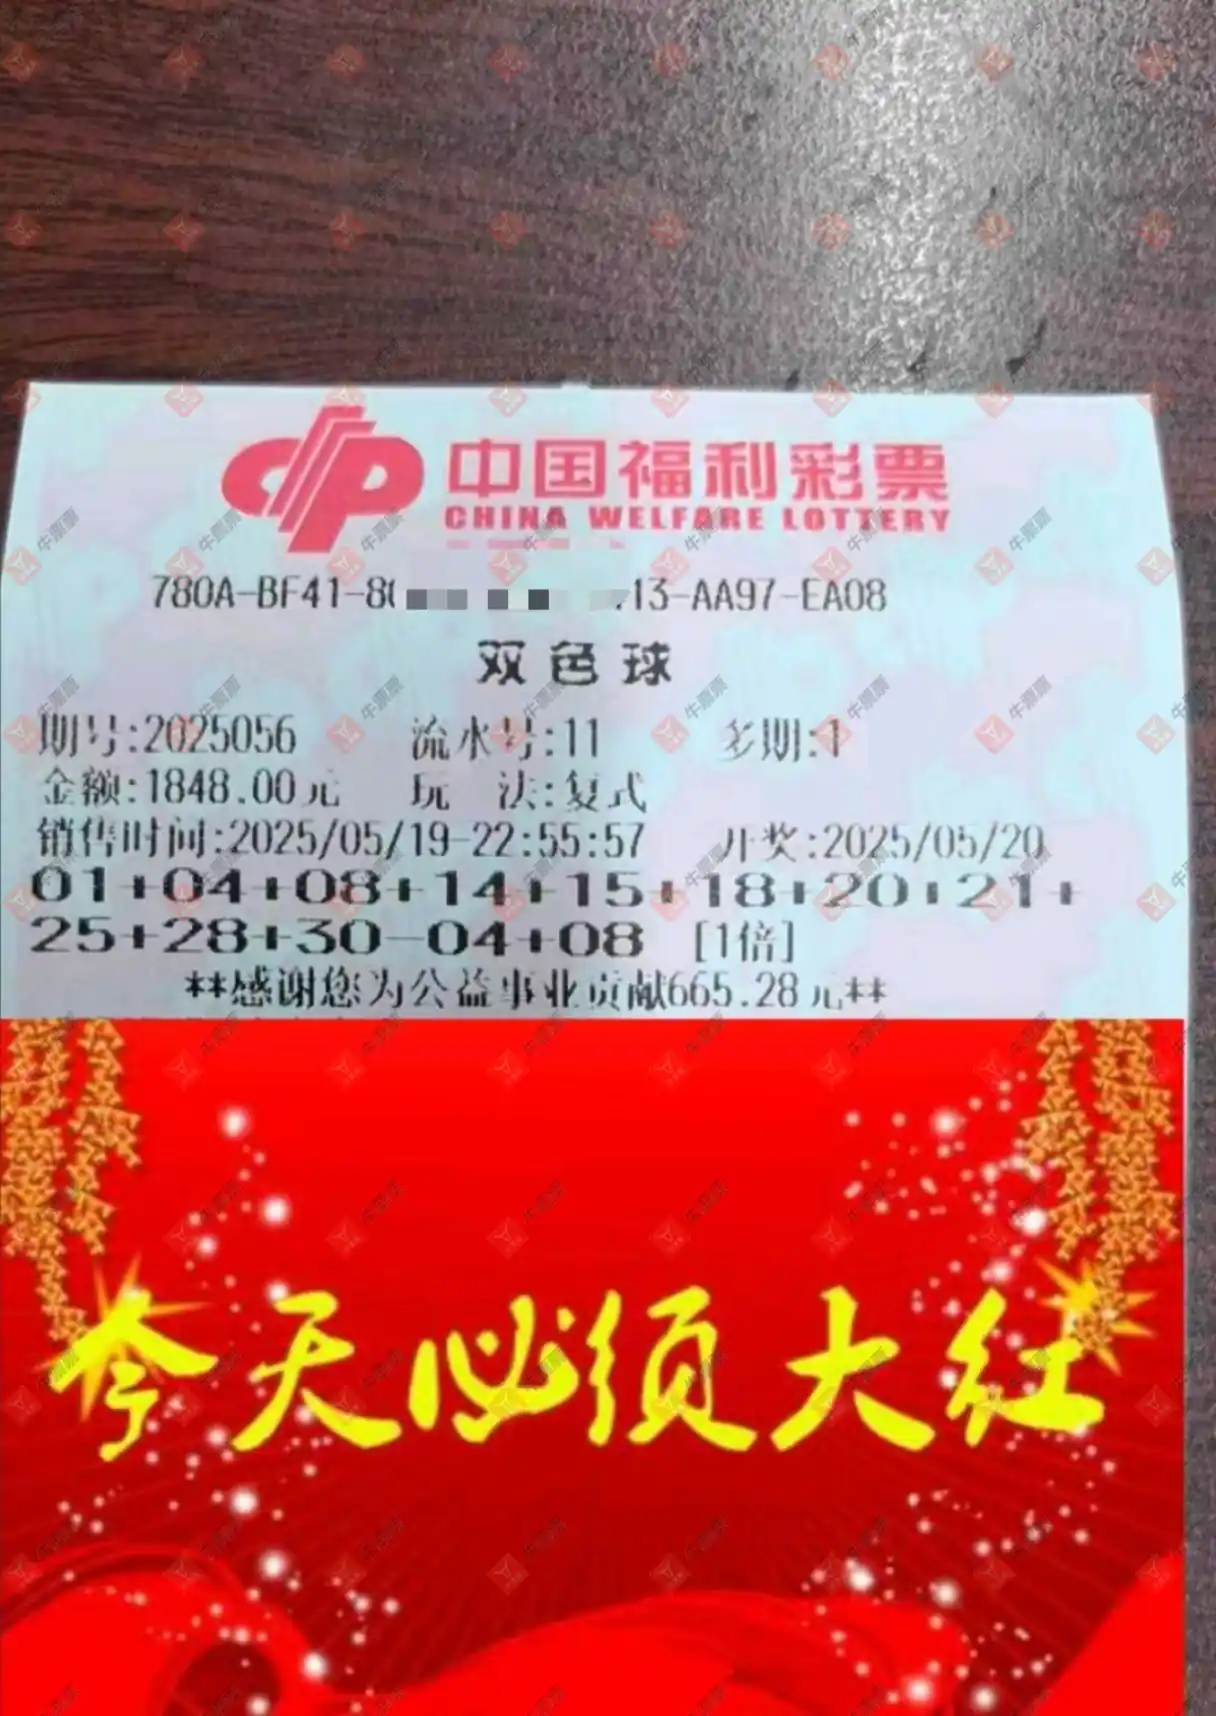 中国福利彩票
CHINA WELFARE LOTTERY
780A-BF41-8 13-AA97-EA08
双色球
期号:2025056 流水号:11 多期:1
金额:1848.00元 玩 法:复式
销售时间:2025/05/19-22:55:57 开奖:2025/05/20
01+04+08+14+15+18+20+21+
25+28+30-04+08 [1倍]
**感谢您为公益事业贡献665.28元**
今天必须大红
牛票票